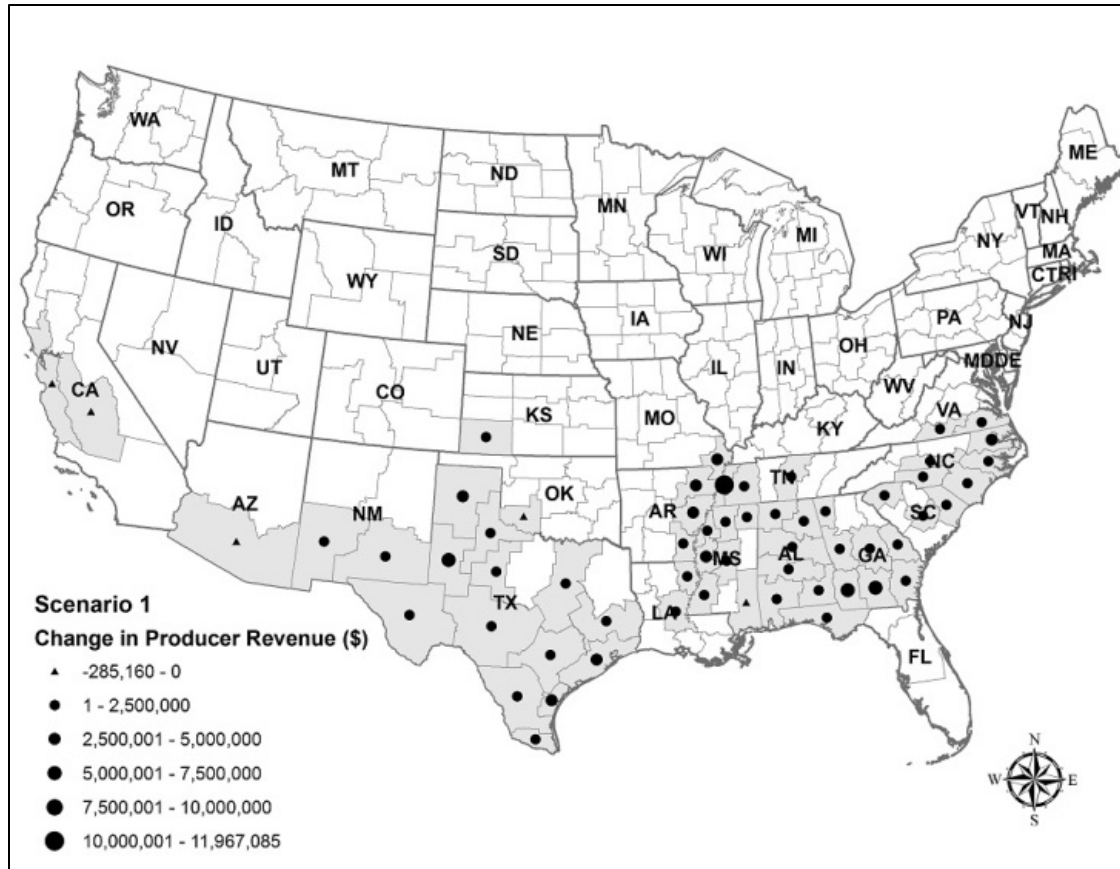 WA
MT
ND
MN
ME
OR
ID
SD
WI
MI
VT
NH
NY
MA
CT
RI
WY
IA
NE
PA
NJ
NV
UT
CO
IL
IN
OH
MD
DE
WV
VA
CA
KS
MO
KY
AZ
NM
OK
AR
TN
NC
SC
MS
AL
GA
TX
LA
FL
Scenario 1
Change in Producer Revenue ($)
-285,160 - 0
1 - 2,500,000
2,500,001 - 5,000,000
5,000,001 - 7,500,000
7,500,001 - 10,000,000
10,000,001 - 11,967,085
N
W E
S